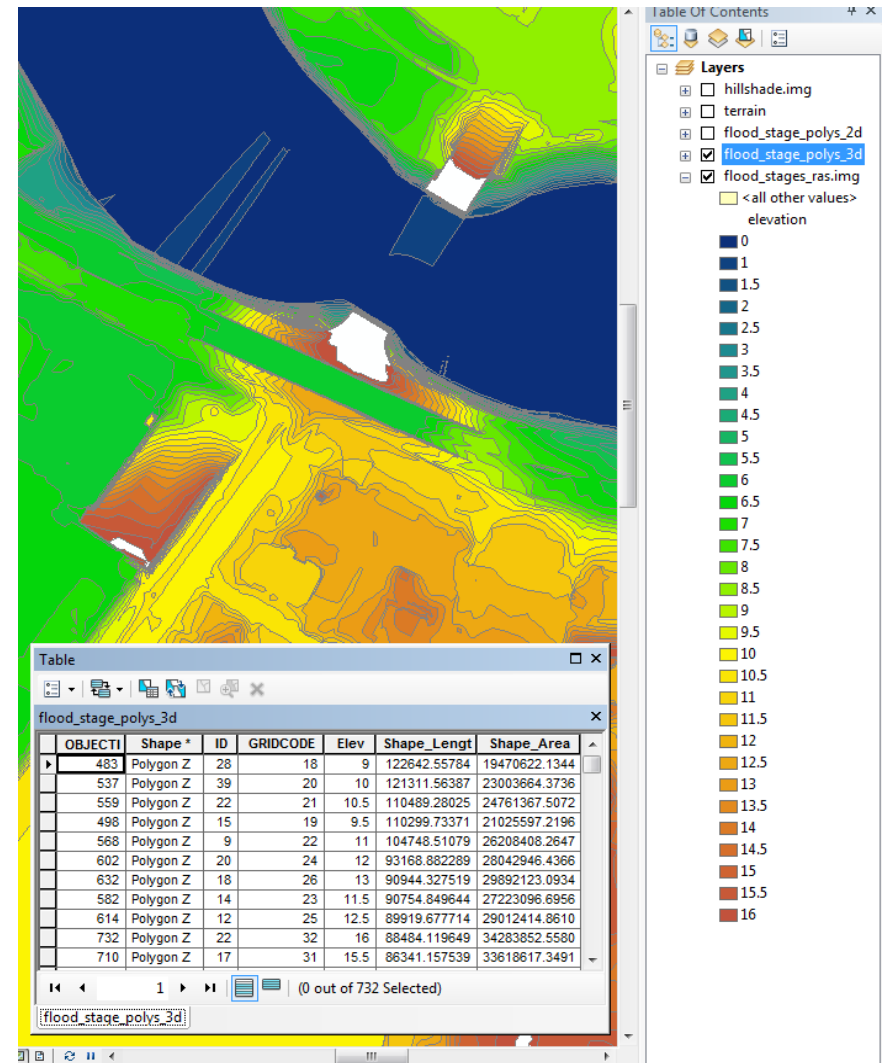 Table Of Contents
Layers
hillshade.img
terrain
flood_stage_polys_2d
flood_stage_polys_3d
flood_stages_ras.img
<all other values>
elevation
0
1
1.5
2
2.5
3
3.5
4
4.5
5
5.5
6
6.5
7
7.5
8
8.5
9
9.5
10
10.5
11
11.5
12
12.5
13
13.5
14
14.5
15
15.5
16
Table
flood_stage_polys_3d
OBJECTI Shape * ID GRIDCODE Elev Shape_Lengt Shape_Area
483 Polygon Z 28 18 9 122642.55784 19470622.1344
537 Polygon Z 39 20 10 121311.56387 23003664.3736
559 Polygon Z 22 21 10.5 110489.28025 24761367.5072
498 Polygon Z 15 19 9.5 110299.73371 21025597.2196
568 Polygon Z 9 22 11 104748.51079 26208408.2647
602 Polygon Z 20 24 12 93168.882289 28042946.4366
632 Polygon Z 18 26 13 90944.327519 29892123.0934
582 Polygon Z 14 23 11.5 90754.849644 27223096.6956
614 Polygon Z 12 25 12.5 89919.677714 29012414.8610
732 Polygon Z 22 32 16 88484.119649 34283852.5580
710 Polygon Z 17 31 15.5 86341.157539 33618617.3491
1 (0 out of 732 Selected)
flood_stage_polys_3d